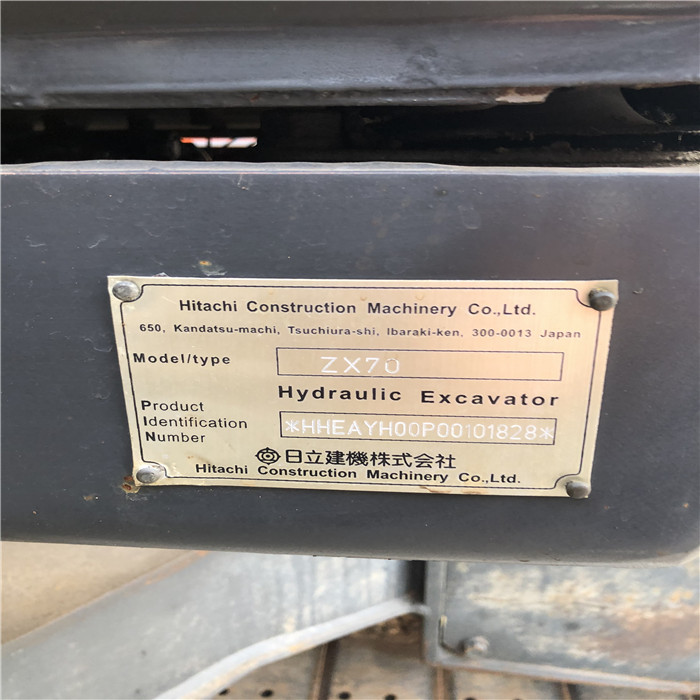 Hitachi Construction Machinery Co.,Ltd.
650, Kandatsu-machi, Tsuchiura-shi, Ibaraki-ken, 300-0013 Japan
Model/type ZX70
Hydraulic Excavator
Product
Identification *HHEAYH00P00101828*
Number
日立建機株式会社
Hitachi Construction Machinery Co.,Ltd.